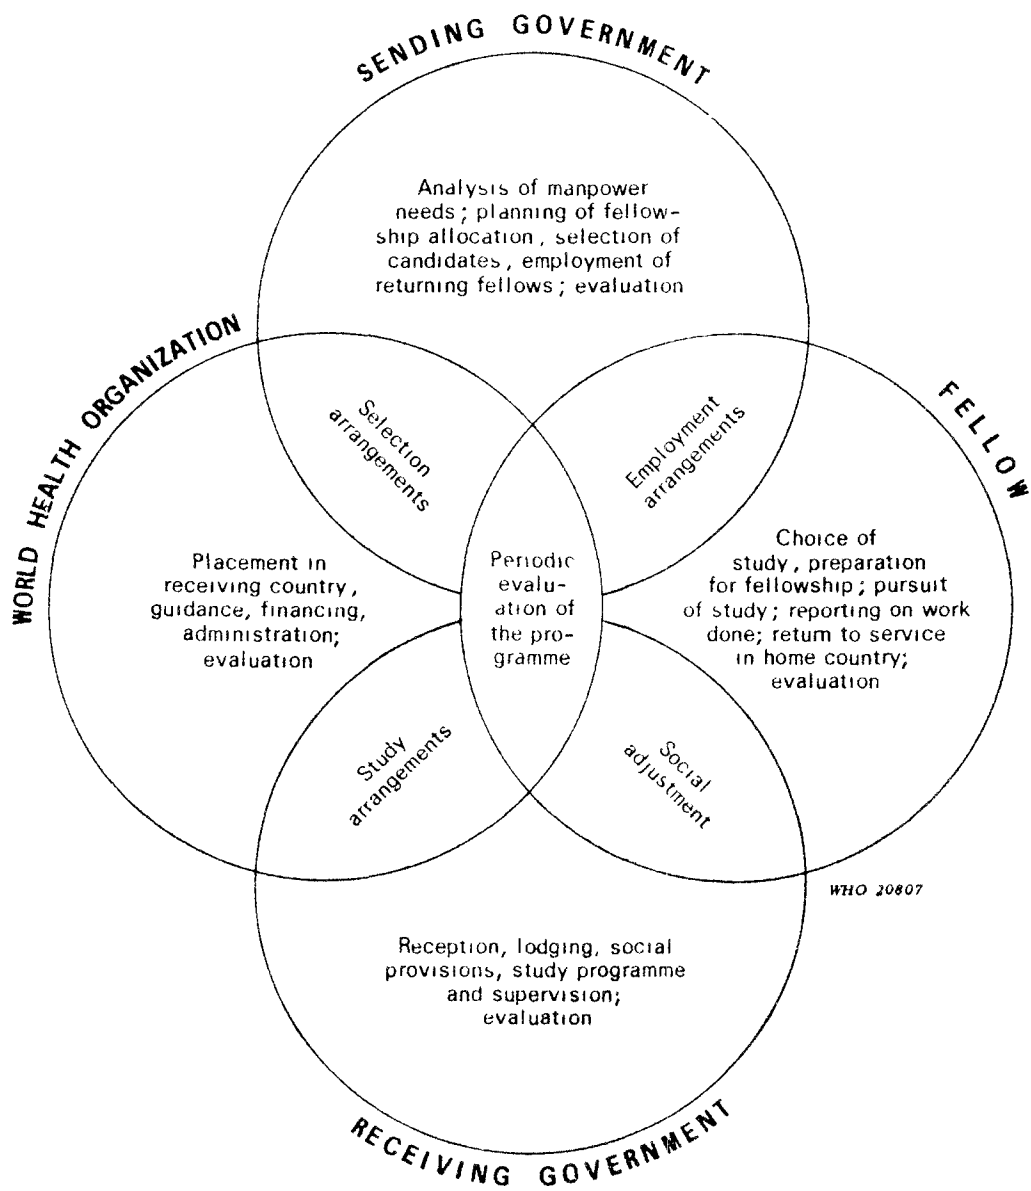 SENDING GOVERNMENT
Analysis of manpower
needs; planning of fellow-
ship allocation, selection of
candidates, employment of
returning fellows; evaluation
WORLD HEALTH ORGANIZATION
FELLOW
Selection
arrangements
Employment
arrangements
Placement in
receiving country,
guidance, financing,
administration;
evaluation
Periodic
evalu-
ation of
the pro-
gramme
Choice of
study, preparation
for fellowship; pursuit
of study; reporting on work
done; return to service
in home country;
evaluation
Study
arrangements
Social
adjustment
WHO 20807
Reception, lodging, social
provisions, study programme
and supervision;
evaluation
RECEIVING GOVERNMENT